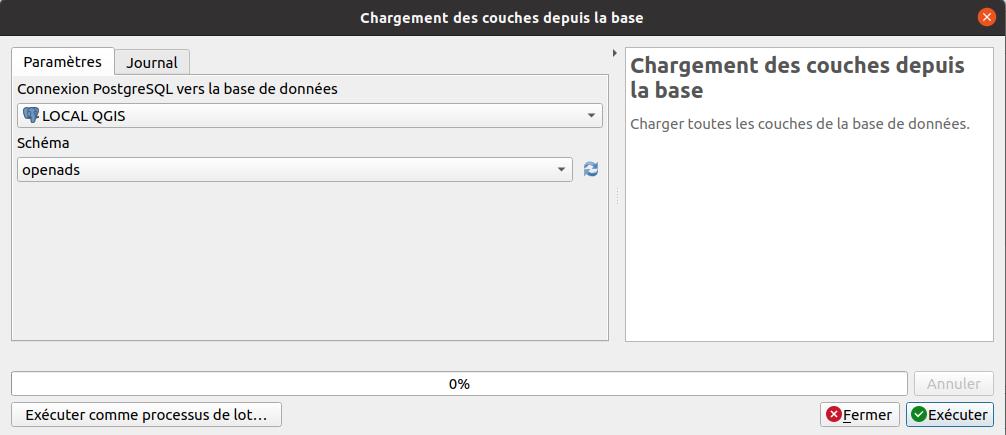 Chargement des couches depuis la base
Paramètres
Journal
Connexion PostgreSQL vers la base de données
LOCAL QGIS
Schéma
openads
Chargement des couches depuis
la base
Charger toutes les couches de la base de données.
0%
Annuler
Exécuter comme processus de lot...
Fermer
Exécuter